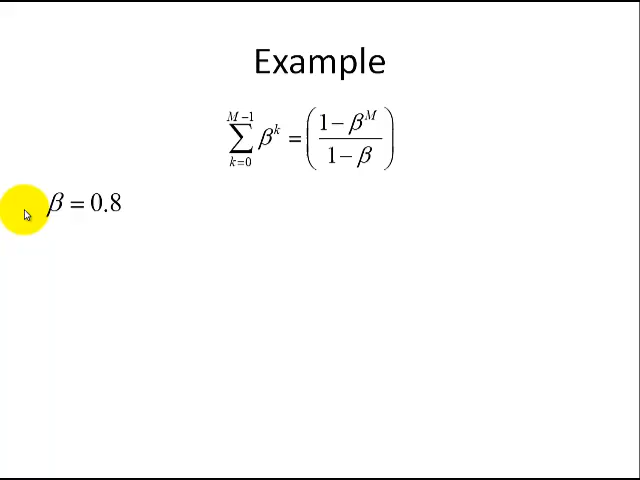 Example
$\sum_{k=0}^{M-1} \beta^k = \left( \frac{1-\beta^M}{1-\beta} \right)$
$\beta = 0.8$